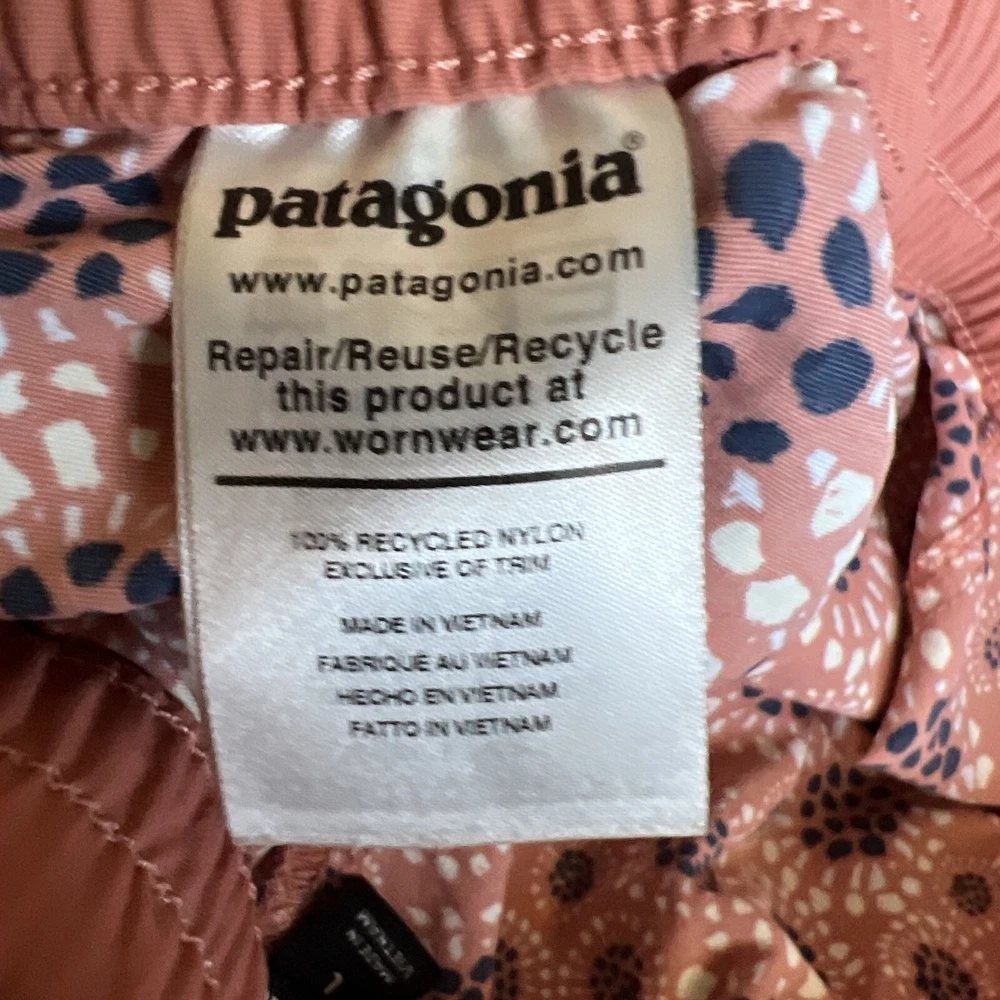 patagonia®
www.patagonia.com
Repair/Reuse/Recycle
this product at
www.wornwear.com
100% RECYCLED NYLON
EXCLUSIVE OF TRIM
MADE IN VIETNAM
FABRIQUÉ AU VIETNAM
HECHO EN VIETNAM
FATTO IN VIETNAM